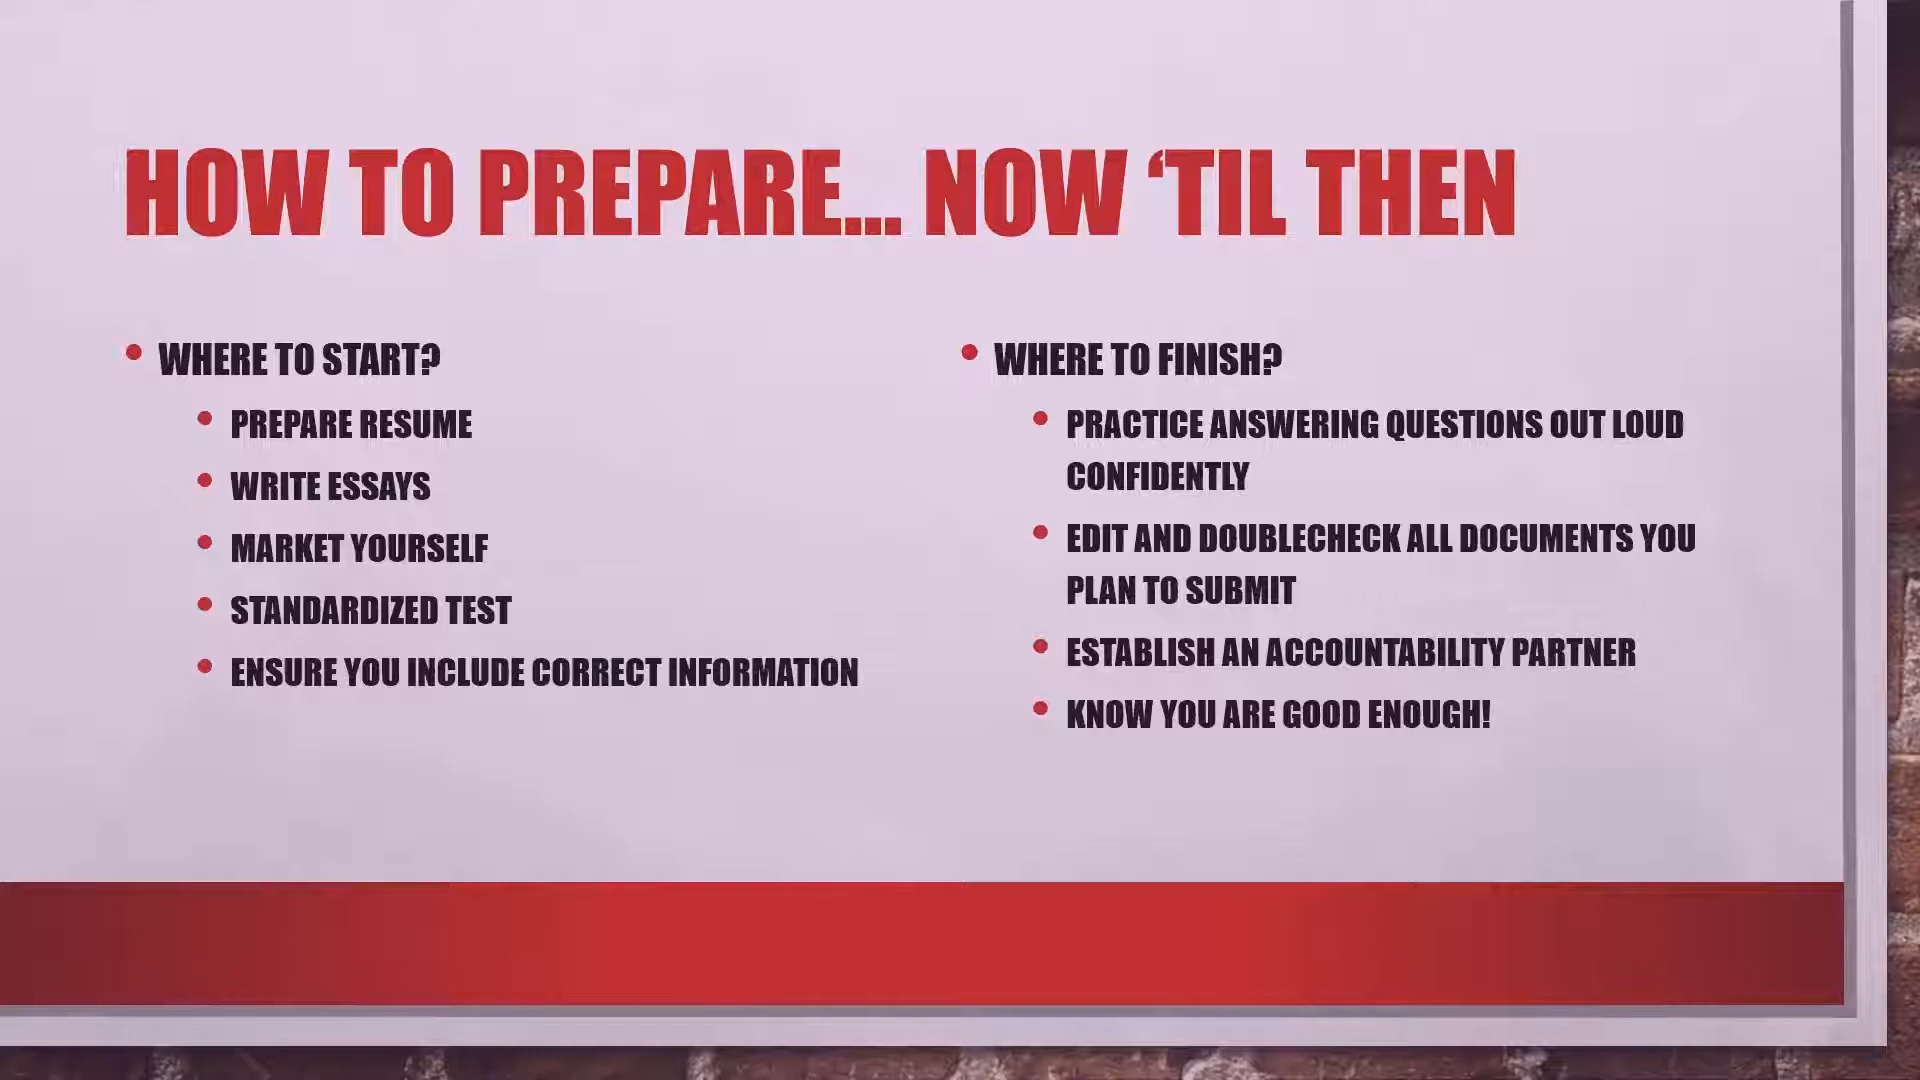 HOW TO PREPARE... NOW ‘TIL THEN
WHERE TO START?
PREPARE RESUME
WRITE ESSAYS
MARKET YOURSELF
STANDARDIZED TEST
ENSURE YOU INCLUDE CORRECT INFORMATION
WHERE TO FINISH?
PRACTICE ANSWERING QUESTIONS OUT LOUD
CONFIDENTLY
EDIT AND DOUBLECHECK ALL DOCUMENTS YOU
PLAN TO SUBMIT
ESTABLISH AN ACCOUNTABILITY PARTNER
KNOW YOU ARE GOOD ENOUGH!